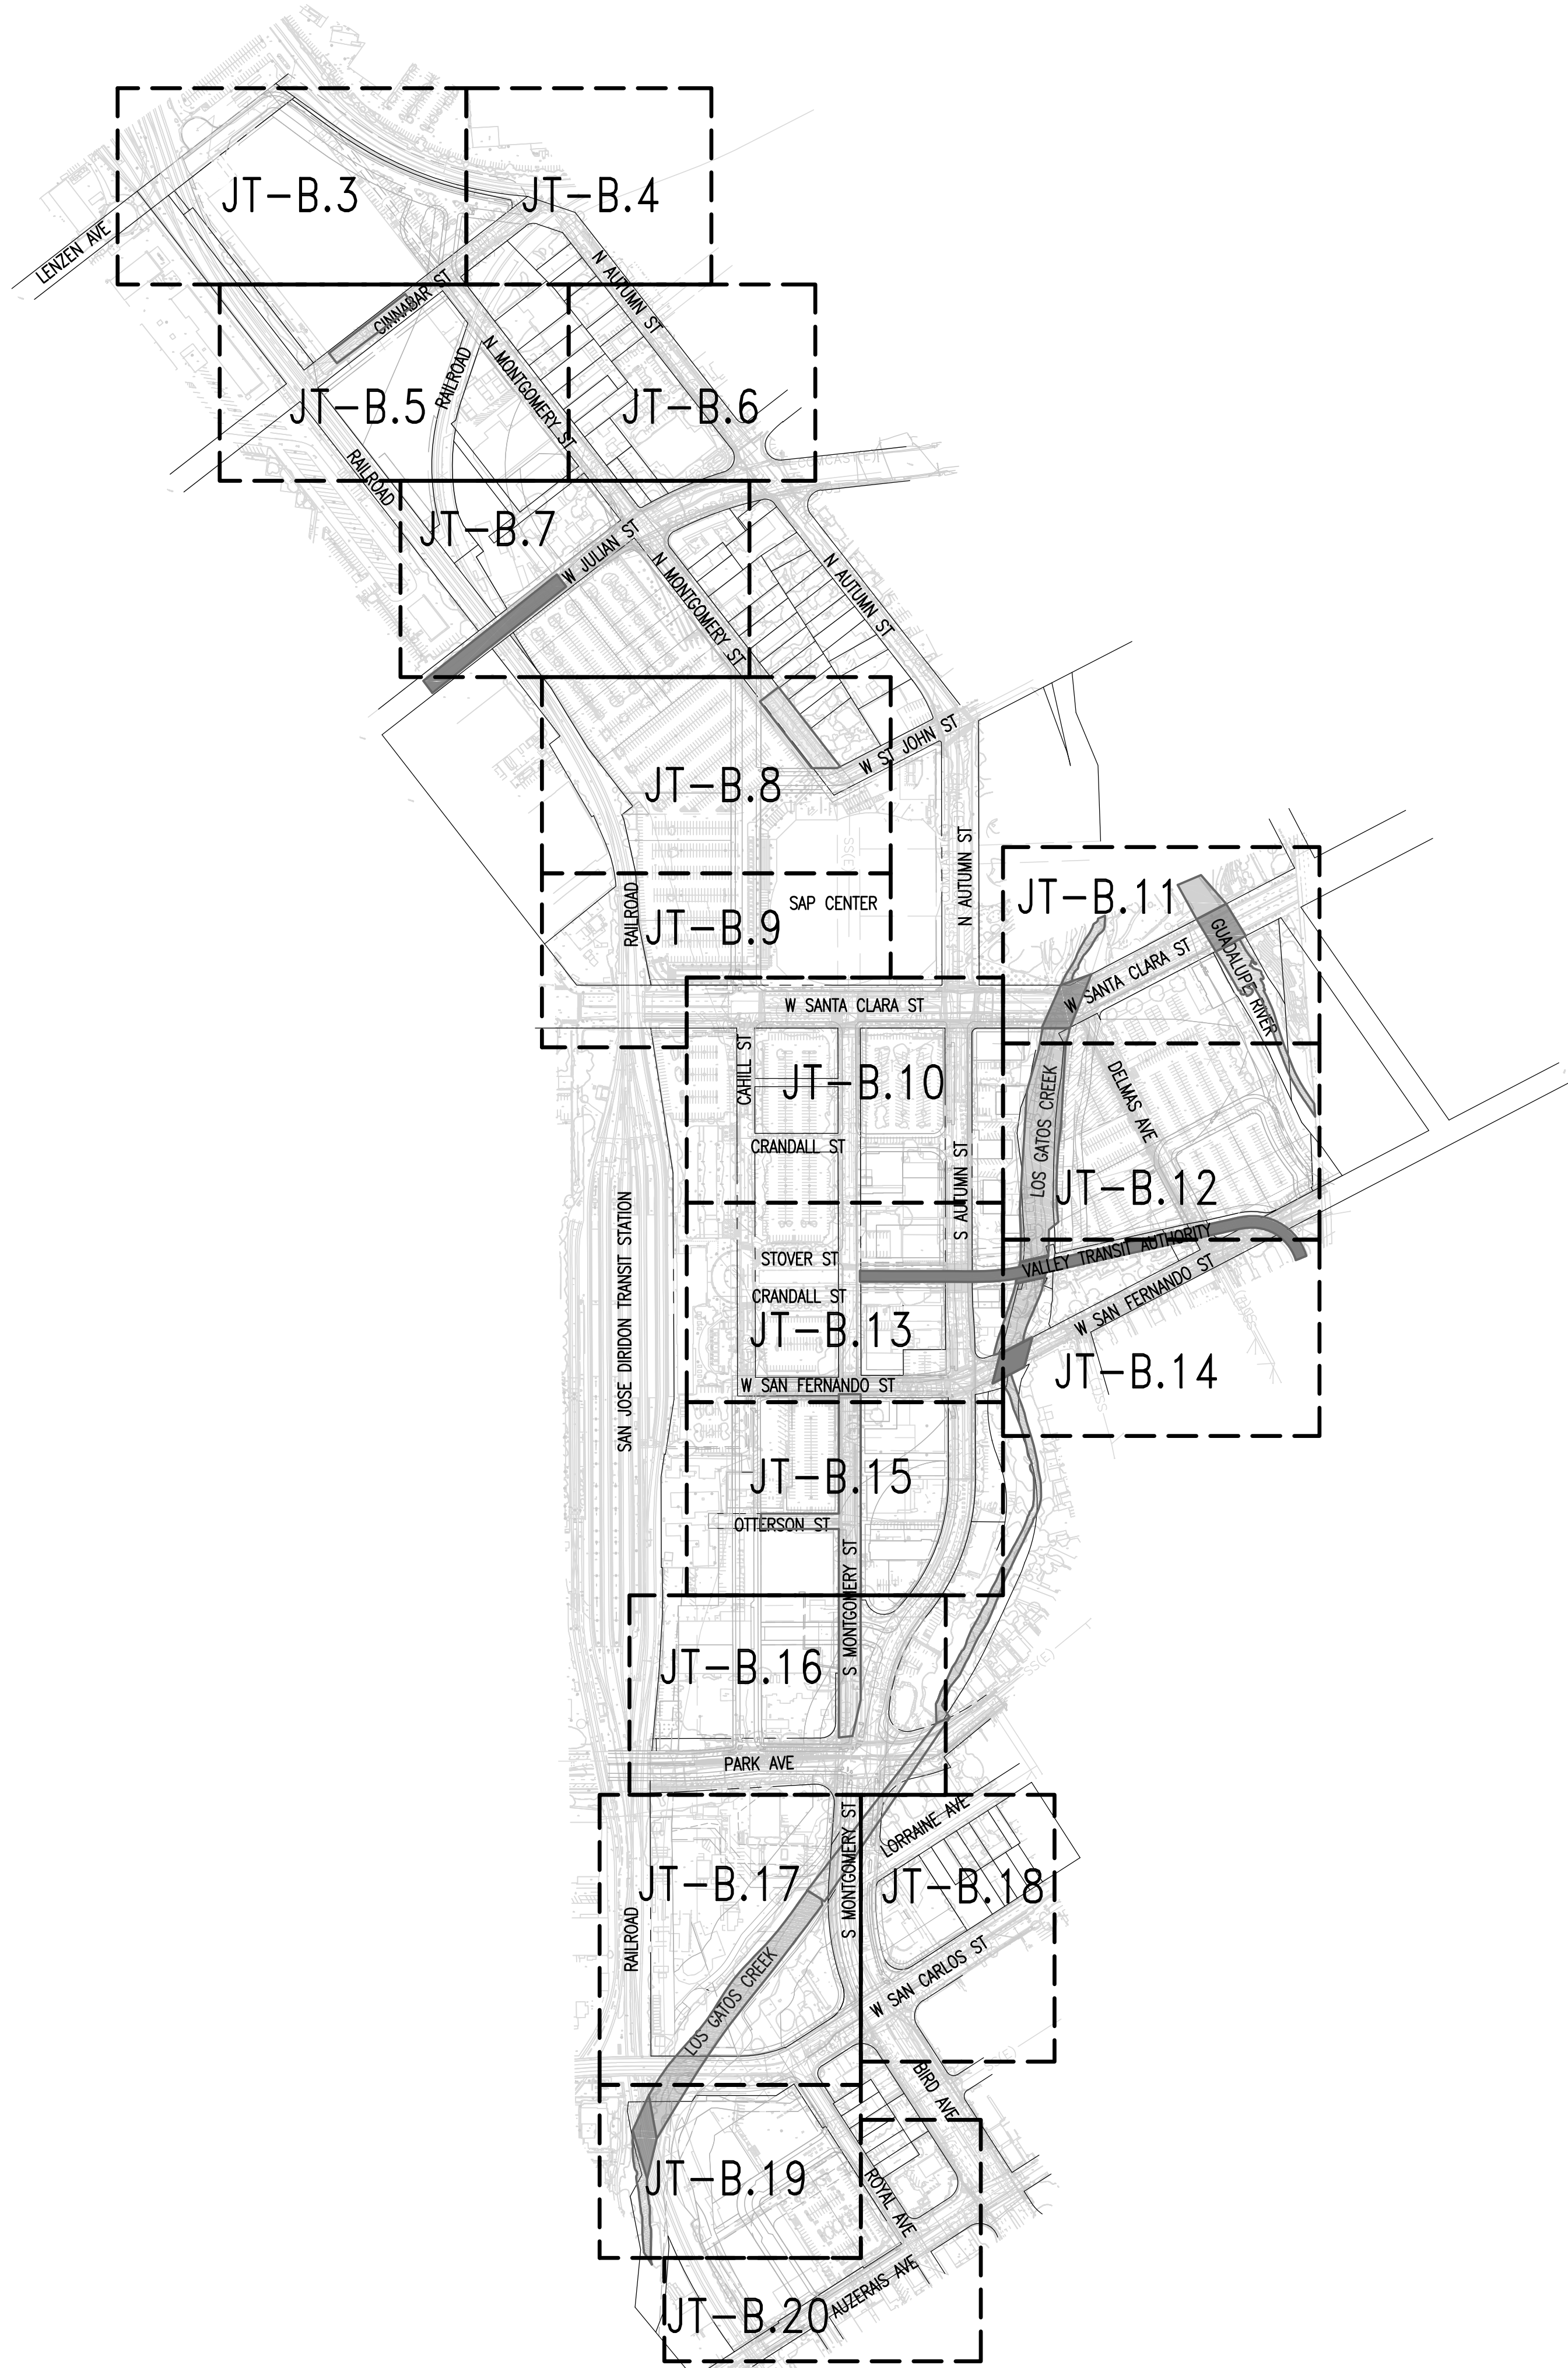 JT-B.3
JT-B.4
LENZEN AVE
CINNABAR ST
N AUTUMN ST
RAILROAD
N MONTGOMERY ST
JT-B.5
JT-B.6
RAILROAD
JT-B.7
W JULIAN ST
N MONTGOMERY ST
N AUTUMN ST
W ST JOHN ST
JT-B.8
SS(E)
N AUTUMN ST
SAP CENTER
RAILROAD
JT-B.9
JT-B.11
GUADALUPE RIVER
W SANTA CLARA ST
W SANTA CLARA ST
CAHILL ST
JT-B.10
LOS GATOS CREEK
DELMAS AVE
CRANDALL ST
S AUTUMN ST
JT-B.12
SAN JOSE DIRIDON TRANSIT STATION
STOVER ST
VALLEY TRANSIT AUTHORITY
CRANDALL ST
JT-B.13
W SAN FERNANDO ST
JT-B.14
W SAN FERNANDO ST
JT-B.15
OTTERSON ST
S MONTGOMERY ST
JT-B.16
SS(E)
PARK AVE
S MONTGOMERY ST
LORRAINE AVE
JT-B.17
JT-B.18
RAILROAD
LOS GATOS CREEK
W SAN CARLOS ST
BIRD AVE
JT-B.19
ROYAL AVE
AUZERAIS AVE
JT-B.20